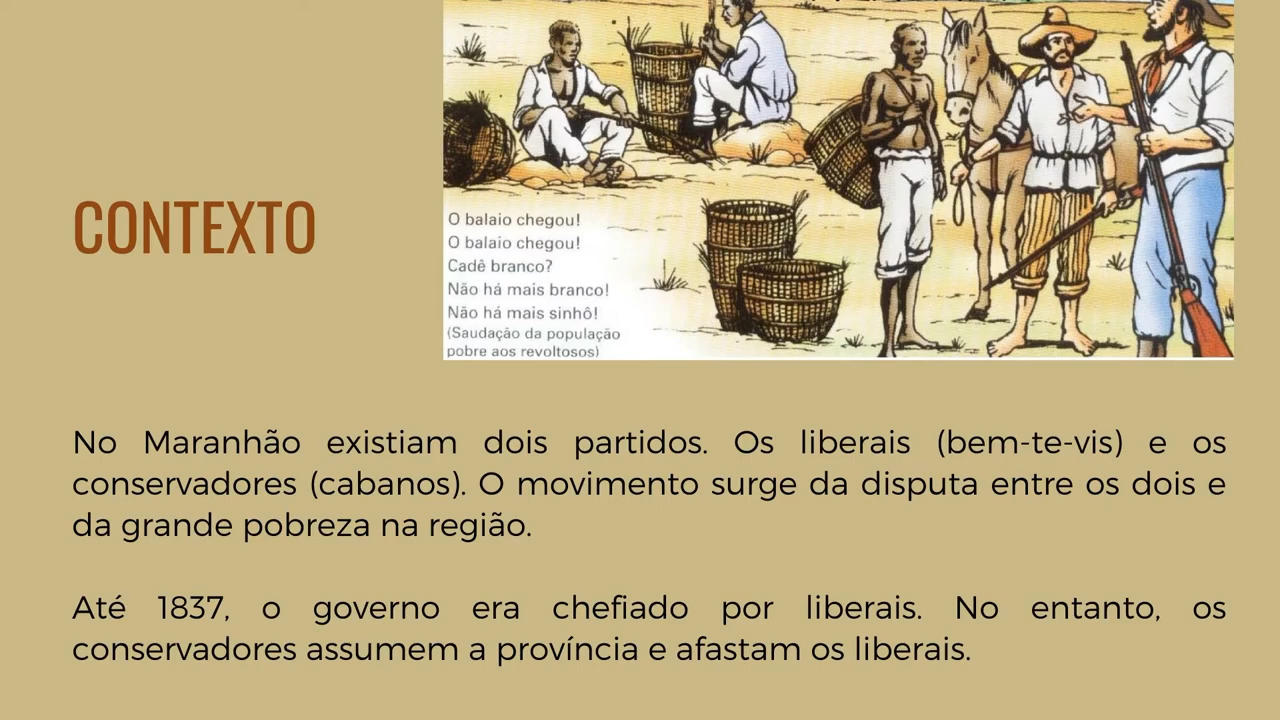 CONTEXTO
O balaio chegou!
O balaio chegou!
Cadê branco?
Não há mais branco!
Não há mais sinhô!
(Saudação da população
pobre aos revoltosos)
No Maranhão existiam dois partidos. Os liberais (bem-te-vis) e os
conservadores (cabanos). O movimento surge da disputa entre os dois e
da grande pobreza na região.
Até 1837, o governo era chefiado por liberais. No entanto, os
conservadores assumem a província e afastam os liberais.